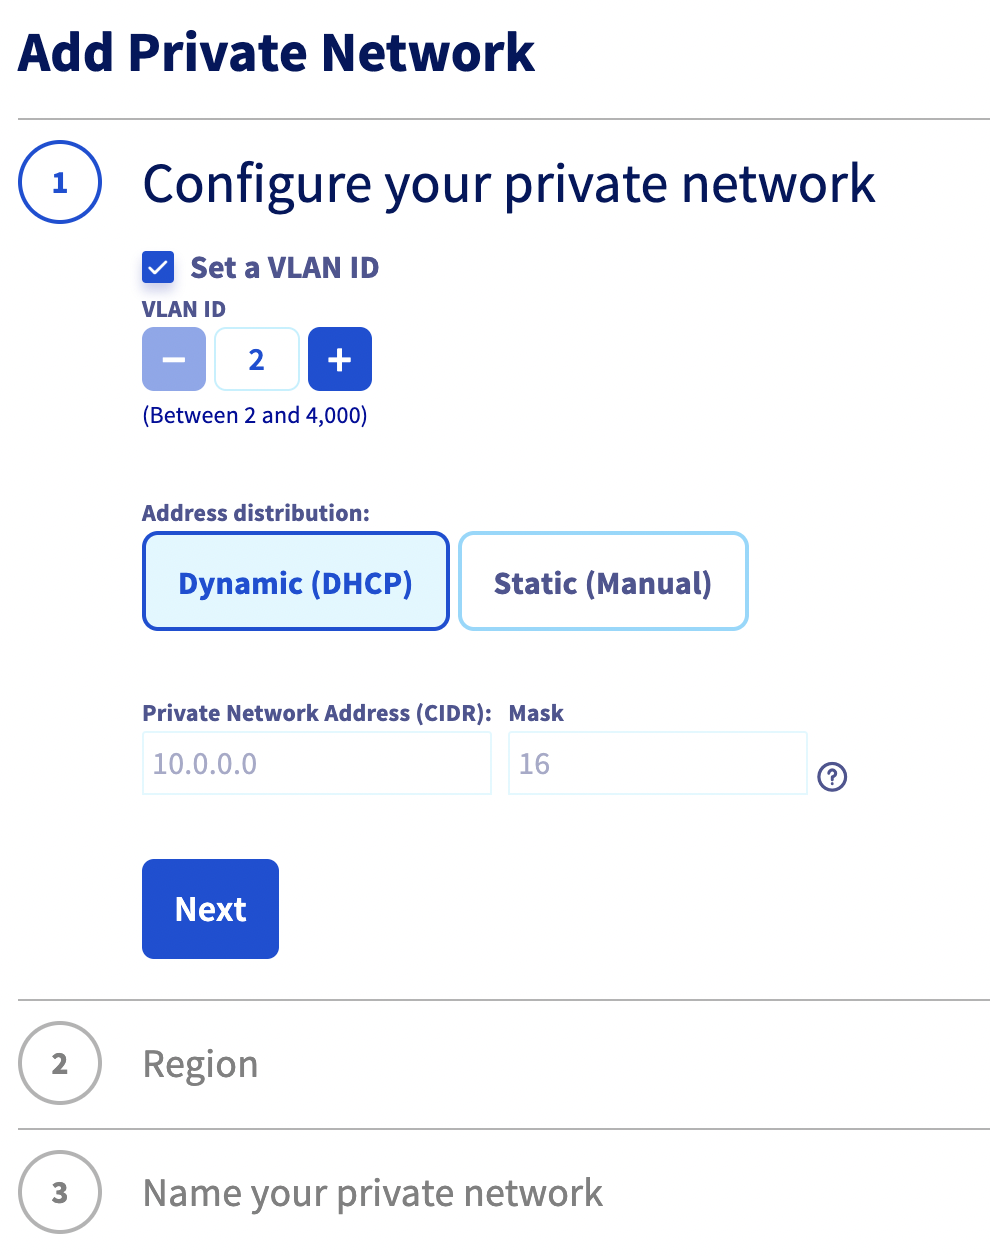 Add Private Network
1 Configure your private network
Set a VLAN ID
VLAN ID
− 2 +
(Between 2 and 4,000)
Address distribution:
Dynamic (DHCP) Static (Manual)
Private Network Address (CIDR): Mask
10.0.0.0 16 ?
Next
2 Region
3 Name your private network